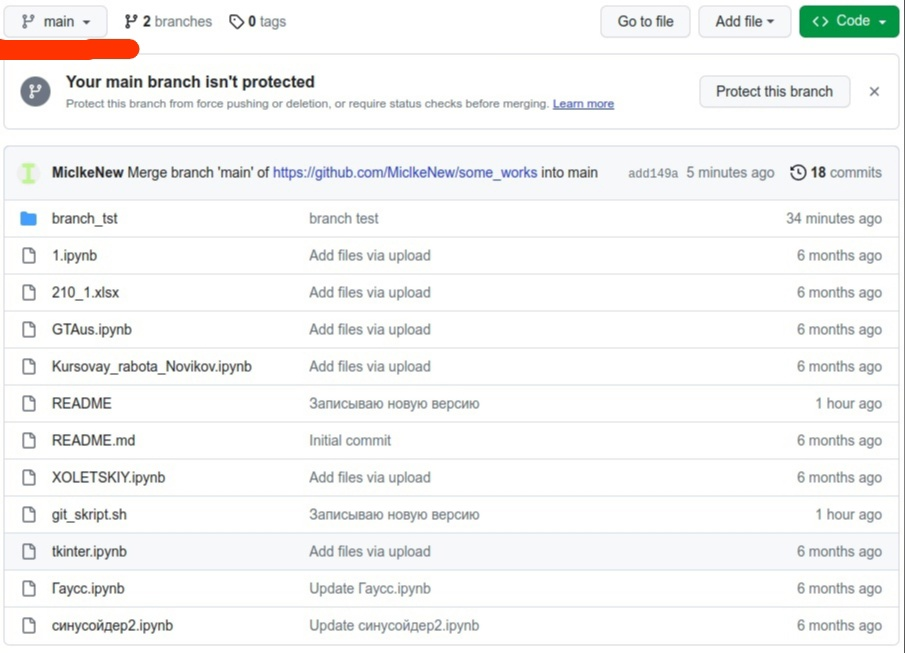 main 2 branches 0 tags Go to file Add file Code
Your main branch isn't protected
Protect this branch from force pushing or deletion, or require status checks before merging. Learn more
Protect this branch
MiclkeNew Merge branch 'main' of https://github.com/MiclkeNew/some_works into main add149a 5 minutes ago 18 commits
branch_tst branch test 34 minutes ago
1.ipynb Add files via upload 6 months ago
210_1.xlsx Add files via upload 6 months ago
GTAus.ipynb Add files via upload 6 months ago
Kursovay_rabota_Novikov.ipynb Add files via upload 6 months ago
README Записываю новую версию 1 hour ago
README.md Initial commit 6 months ago
XOLETSKIY.ipynb Add files via upload 6 months ago
git_skript.sh Записываю новую версию 1 hour ago
tkinter.ipynb Add files via upload 6 months ago
Гаусс.ipynb Update Гаусс.ipynb 6 months ago
синусойдер2.ipynb Update синусойдер2.ipynb 6 months ago